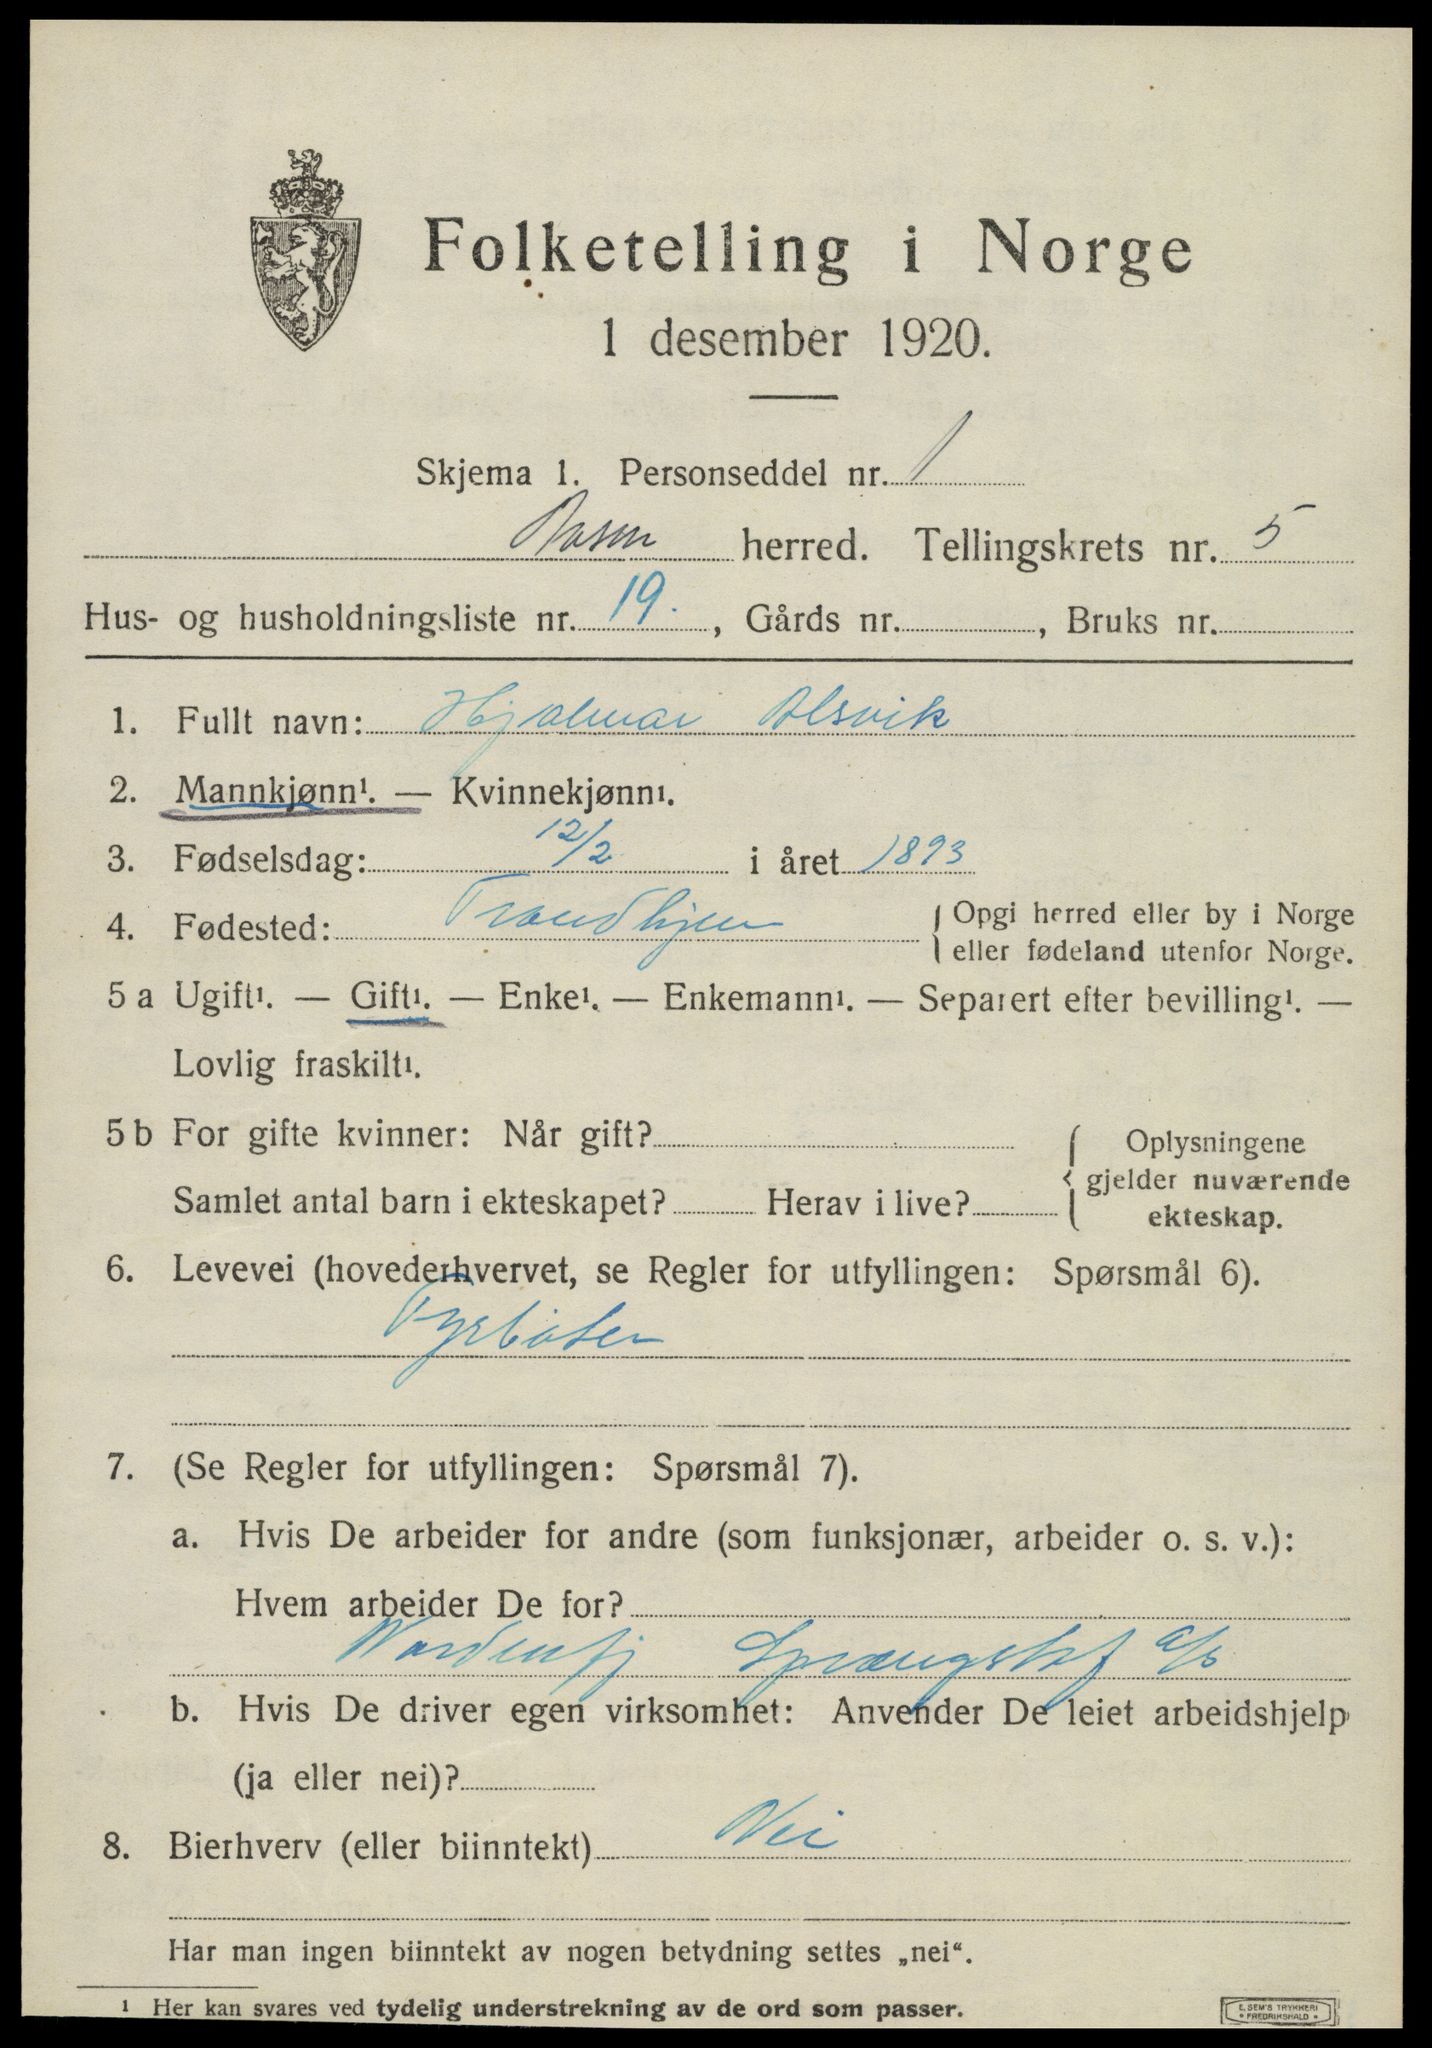 Folketelling i Norge
1 desember 1920.
Skjema 1. Personseddel nr. 1
Aasen herred. Tellingskrets nr. 5
Hus- og husholdningsliste nr. 19. , Gårds nr. , Bruks nr.
1. Fullt navn: Hjalmar Alsvik
2. Mannkjønn¹. — Kvinnekjønn¹.
3. Fødselsdag: 12/2 i året 1893
4. Fødested: Trondhjem { Opgi herred eller by i Norge
eller fødeland utenfor Norge.
5 a Ugift¹. — Gift¹. — Enke¹. — Enkemann¹. — Separert efter bevilling¹. —
Lovlig fraskilt¹.
5 b For gifte kvinner: Når gift? { Oplysningene
gjelder nuværende
Samlet antal barn i ekteskapet? Herav i live? ekteskap.
6. Levevei (hovederhvervet, se Regler for utfyllingen: Spørsmål 6).
Fyrbøter
7. (Se Regler for utfyllingen: Spørsmål 7).
a. Hvis De arbeider for andre (som funksjonær, arbeider o. s. v.):
Hvem arbeider De for?
Nordenfj Sprængstof a/s
b. Hvis De driver egen virksomhet: Anvender De leiet arbeidshjelp
(ja eller nei)?
8. Bierhverv (eller biinntekt) Nei
Har man ingen biinntekt av nogen betydning settes „nei“.
¹ Her kan svares ved tydelig understrekning av de ord som passer.
E. SEM'S TRYKKERI
FREDRIKSHALD